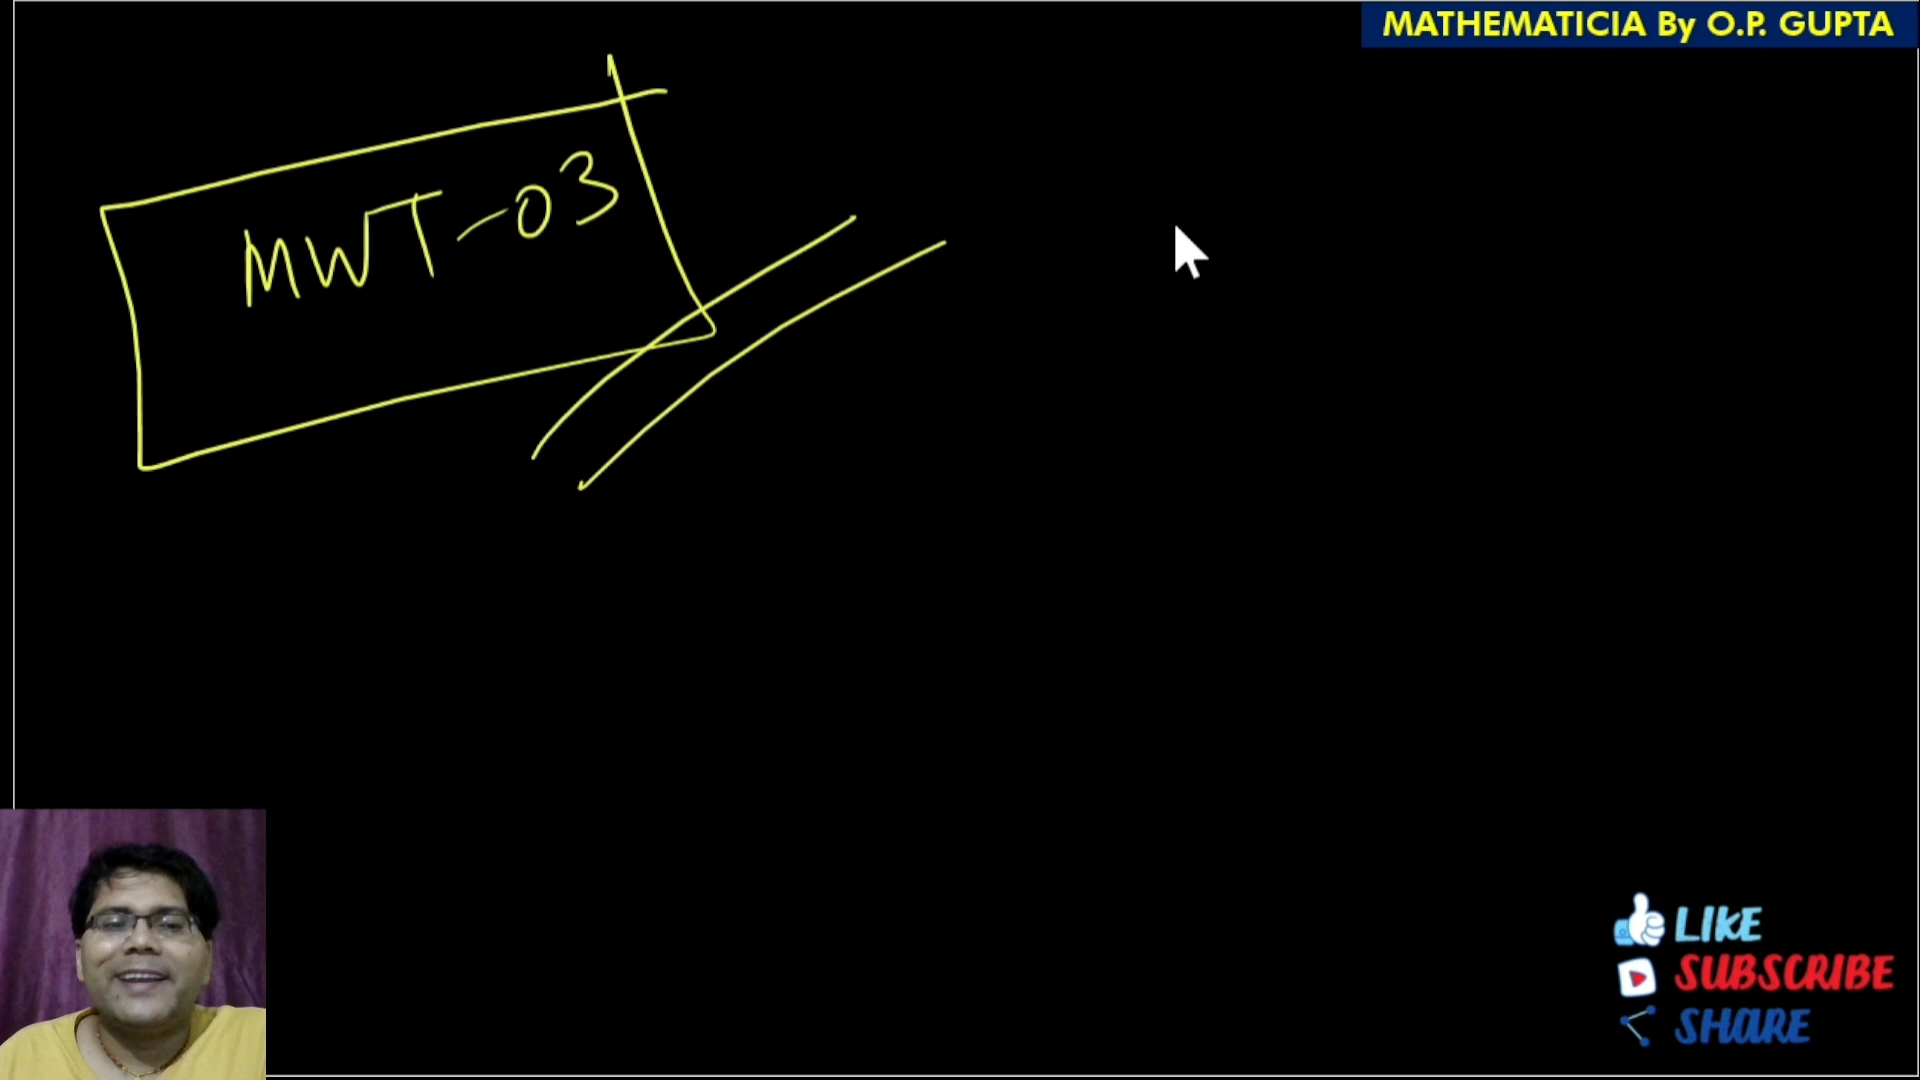 MATHEMATICIA By O.P. GUPTA
MWT-03
LIKE
SUBSCRIBE
SHARE